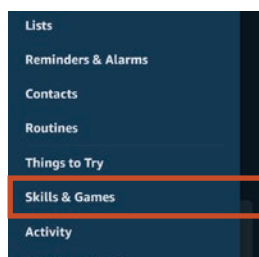 Lists
Reminders & Alarms
Contacts
Routines
Things to Try
Skills & Games
Activity